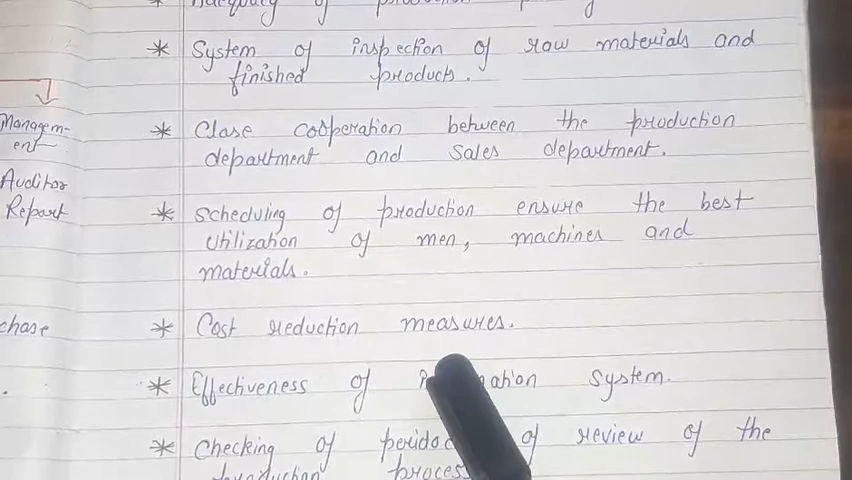 of
* System of inspection of raw materials and
finished products.
Managem-
ent
* Clase cooperation between the production
department and sales department.
Auditor
Report
* Scheduling of production ensure the best
utilization of men, machines and
materials.
chase
* Cost reduction measures.
* Effectiveness of System.
* Checking of of review of the